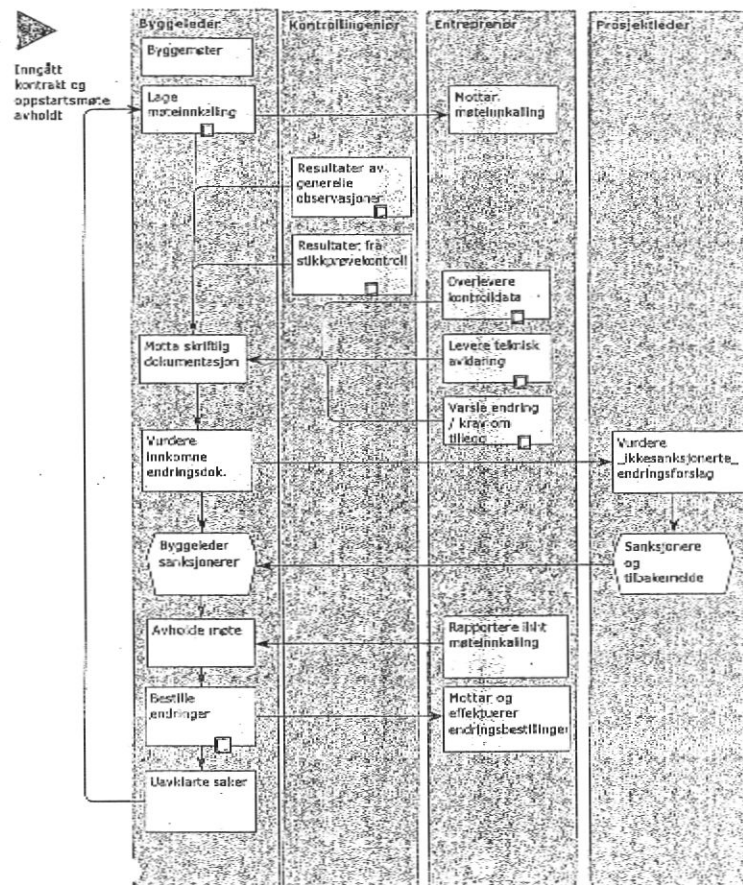 Byggeleder
Kontrollingeniør
Entreprenør
Prosjektleder
Inngått
kontrakt og
oppstartsmøte
avholdt
Byggemøter
Lage
møteinnkalling
Mottar
møteinnkalling
Resultater av
generelle
observasjoner
Resultater fra
stikkprøvekontroll
Overlevere
kontrolldata
Motta skriftlig
dokumentasjon
Levere teknisk
avklaring
Varsle endring
/ krav om
tillegg
Vurdere
innkomne
endringsdok.
Vurdere
_ikkesanksjonerte_
endringsforslag
Byggeleder
sanksjonerer
Sanksjonere
og
tilbakemelde
Avholde møte
Rapportere ihht
møteinnkalling
Bestille
endringer
Mottar og
effektuerer
endringsbestillinger
Uavklarte saker